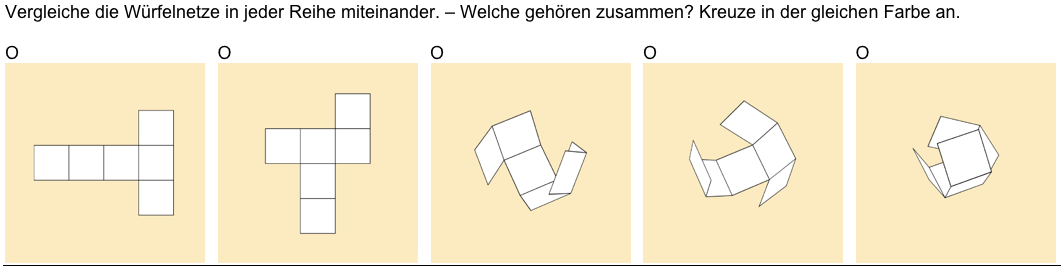 Vergleiche die Würfelnetze in jeder Reihe miteinander. – Welche gehören zusammen? Kreuze in der gleichen Farbe an.
O O O O O